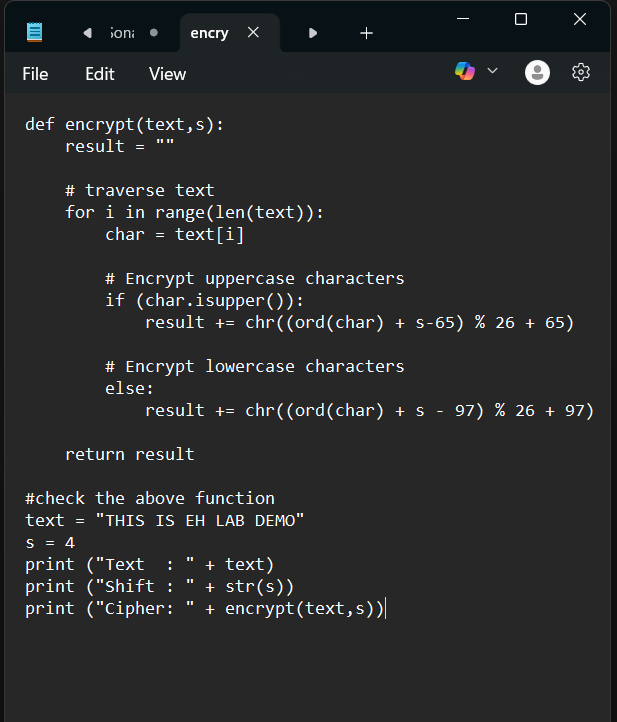 encry
File Edit View
def encrypt(text,s):
    result = ""
    # traverse text
    for i in range(len(text)):
        char = text[i]
        # Encrypt uppercase characters
        if (char.isupper()):
            result += chr((ord(char) + s-65) % 26 + 65)
        # Encrypt lowercase characters
        else:
            result += chr((ord(char) + s - 97) % 26 + 97)
    return result
#check the above function
text = "THIS IS EH LAB DEMO"
s = 4
print ("Text  : " + text)
print ("Shift : " + str(s))
print ("Cipher: " + encrypt(text,s))